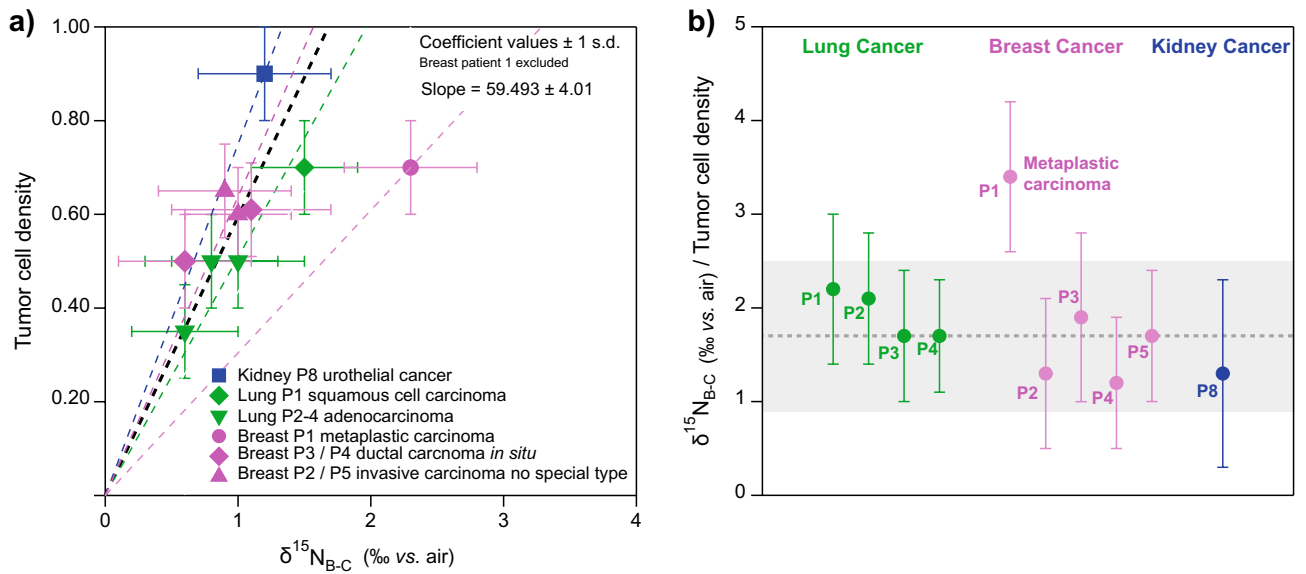 a)
Tumor cell density
1.00
0.80
0.60
0.40
0.20
0
1
2
3
4
δ15NB-C (‰ vs. air)
Coefficient values ± 1 s.d.
Breast patient 1 excluded
Slope = 59.493 ± 4.01
Kidney P8 urothelial cancer
Lung P1 squamous cell carcinoma
Lung P2-4 adenocarcinoma
Breast P1 metaplastic carcinoma
Breast P3 / P4 ductal carcnoma in situ
Breast P2 / P5 invasive carcinoma no special type
b)
δ15NB-C (‰ vs. air) / Tumor cell density
5
4
3
2
1
0
Lung Cancer
Breast Cancer
Kidney Cancer
Metaplastic
carcinoma
P1
P2
P3
P4
P1
P2
P3
P4
P5
P8